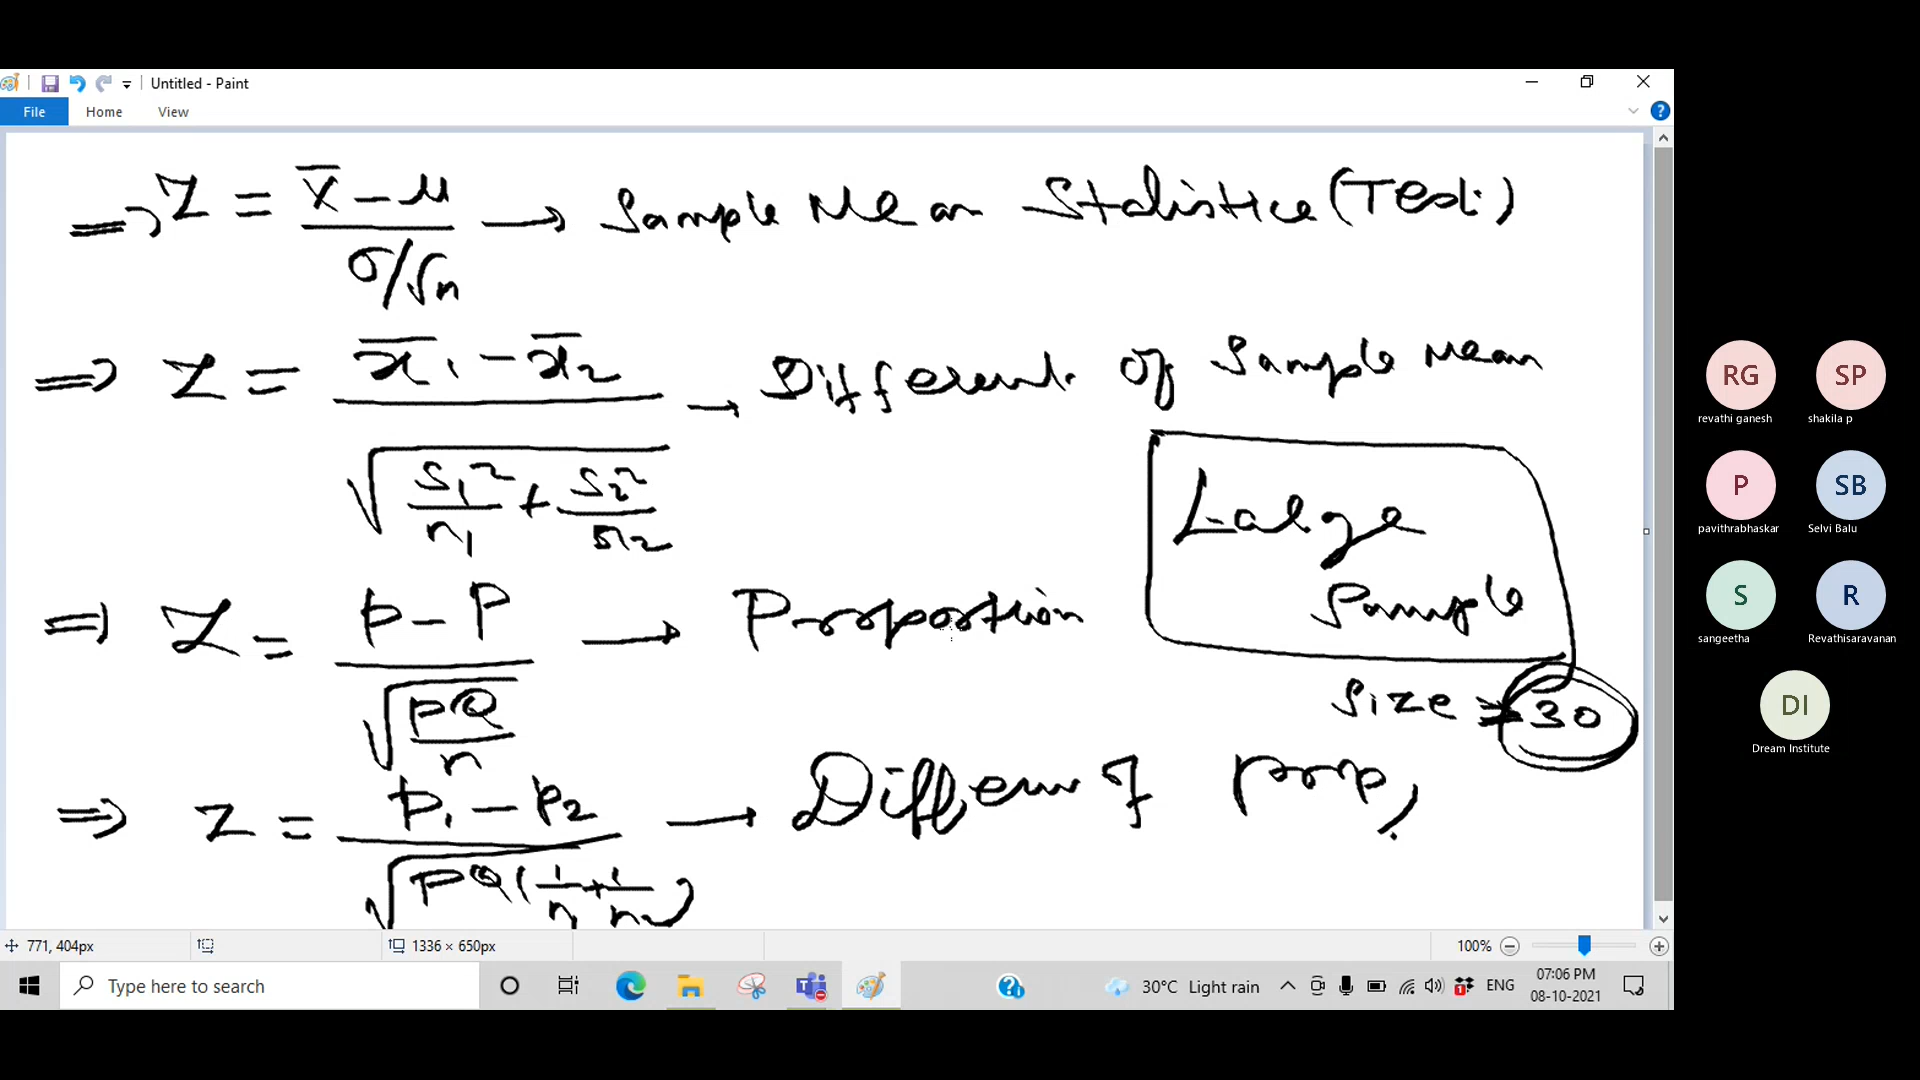 Untitled - Paint
File Home View
⇒ Z = x̄ - μ / σ/√n → Sample Mean Statistics (Test)
⇒ Z = x̄1 - x̄2 / √(s1²/n1 + s2²/n2) → Different of Sample Mean
Large
Sample
⇒ Z = p - P / √(PQ/n) → Proportion
Size 30
⇒ Z = p1 - p2 / √(PQ(1/n1 + 1/n2)) → Differen of prop,
RG SP
revathi ganesh shakila p
P SB
pavithrabhaskar Selvi Balu
S R
sangeetha Revathisaravanan
DI
Dream Institute
771, 404px 1336 × 650px 100%
Type here to search 30°C Light rain ENG 07:06 PM
08-10-2021